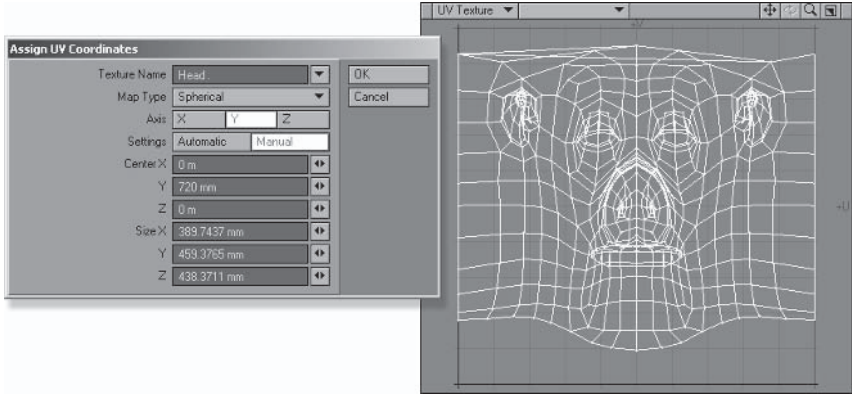 Assign UV Coordinates
Texture Name Head.
OK
Map Type Spherical
Cancel
Axis X Y Z
Settings Automatic Manual
Center X 0 m
Y 720 mm
Z 0 m
Size X 389.7437 mm
Y 459.3765 mm
Z 438.3711 mm
UV Texture
+V
+U